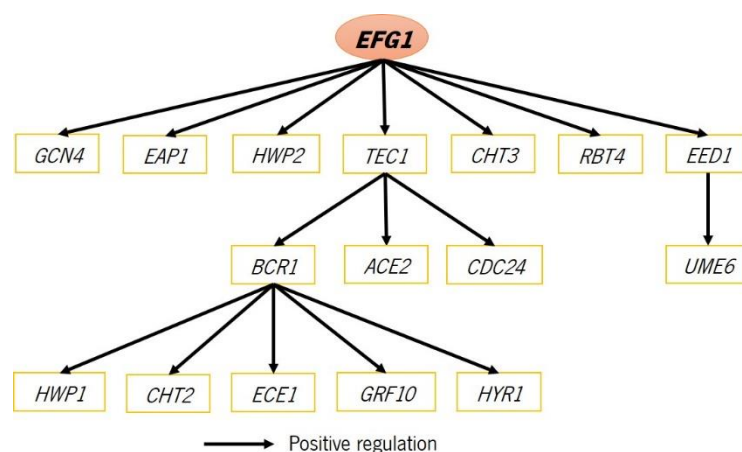 EFG1
GCN4 EAP1 HWP2 TEC1 CHT3 RBT4 EED1
BCR1 ACE2 CDC24 UME6
HWP1 CHT2 ECE1 GRF10 HYR1
Positive regulation